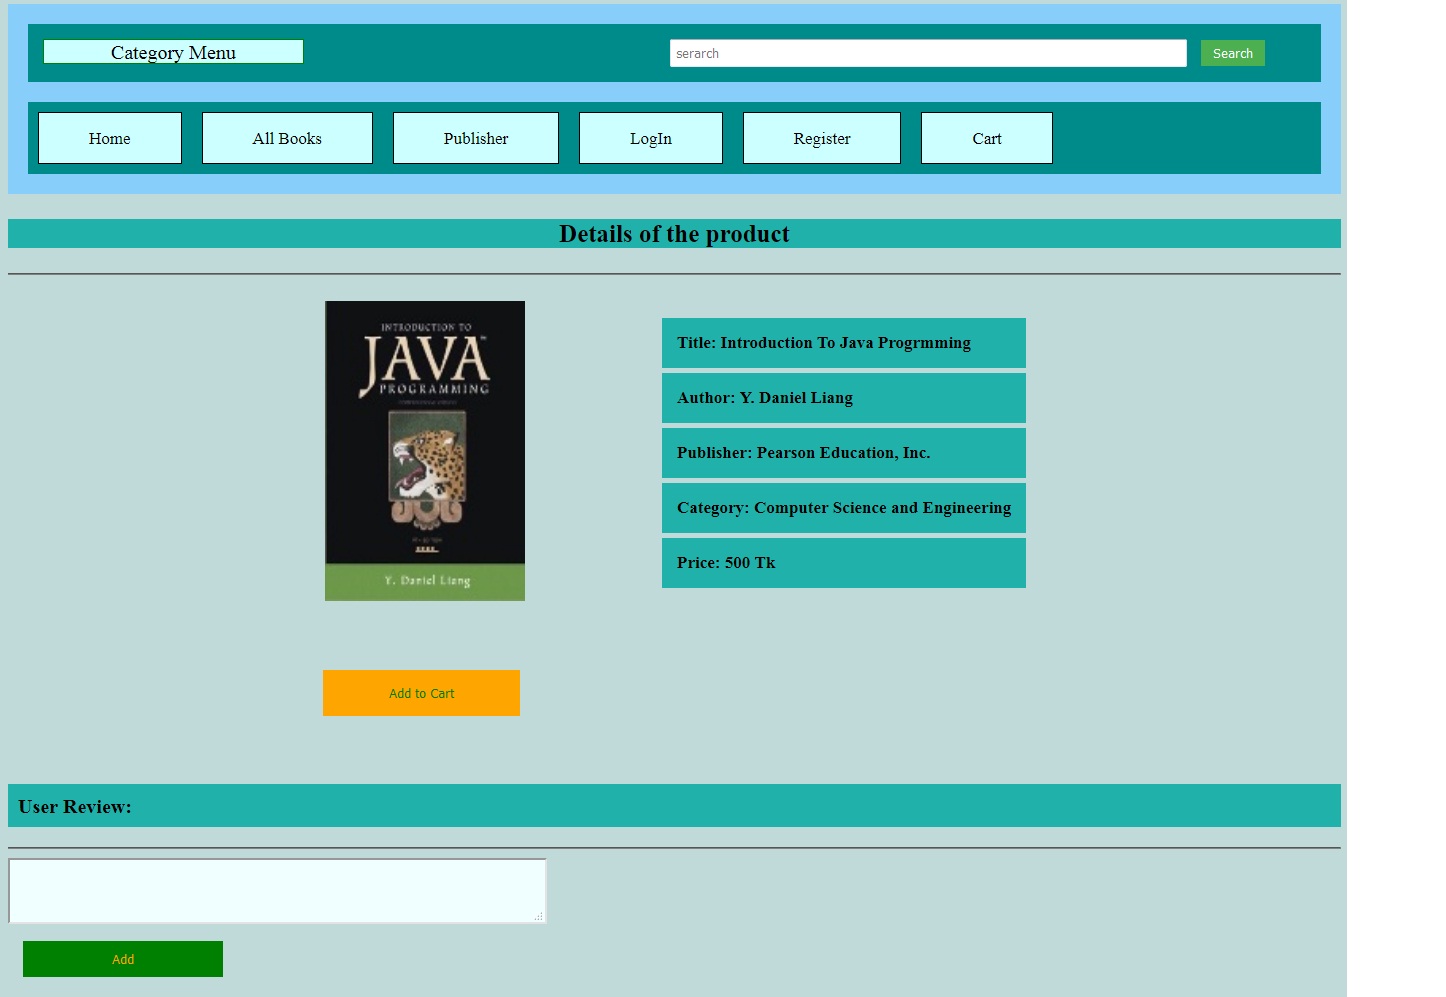 Category Menu
serarch
Search
Home
All Books
Publisher
LogIn
Register
Cart
Details of the product
INTRODUCTION TO
JAVA
PROGRAMMING
Y. Daniel Liang
Title: Introduction To Java Progrmming
Author: Y. Daniel Liang
Publisher: Pearson Education, Inc.
Category: Computer Science and Engineering
Price: 500 Tk
Add to Cart
User Review:
Add